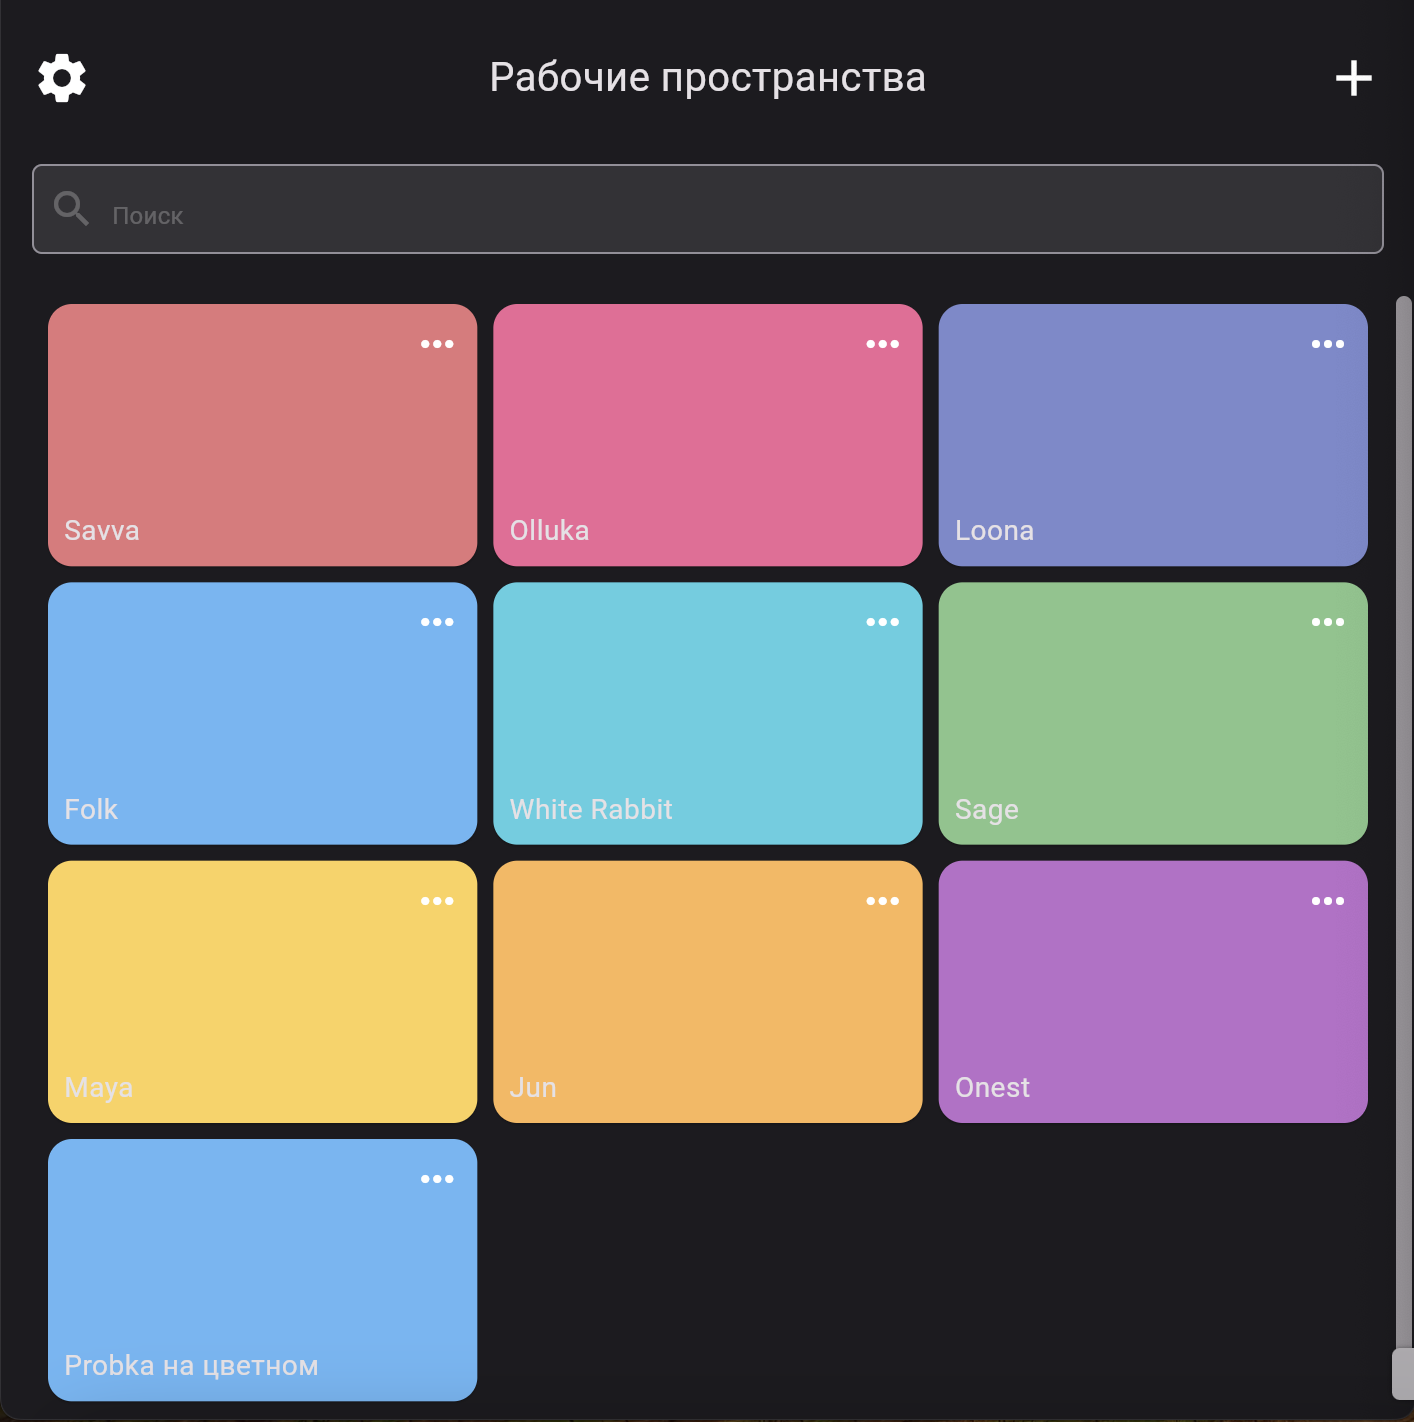 Рабочие пространства
Поиск
Savva
Olluka
Loona
Folk
White Rabbit
Sage
Maya
Jun
Onest
Probka на цветном